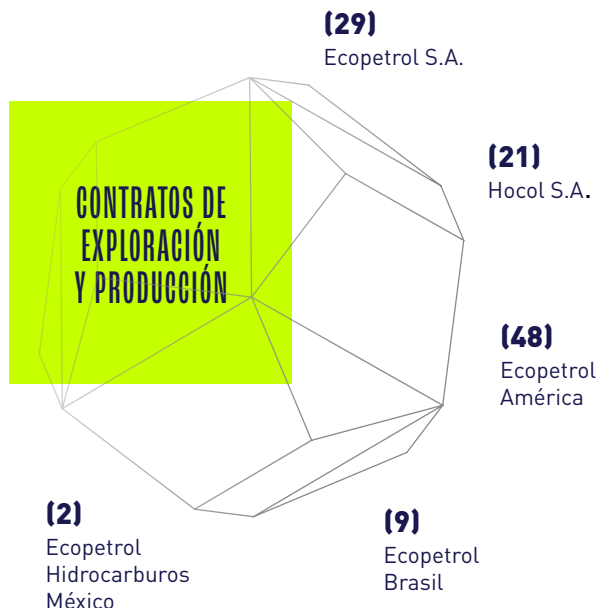 (29)
Ecopetrol S.A.
CONTRATOS DE
EXPLORACIÓN
Y PRODUCCIÓN
(21)
Hocol S.A.
(48)
Ecopetrol
América
(9)
Ecopetrol
Brasil
(2)
Ecopetrol
Hidrocarburos
México